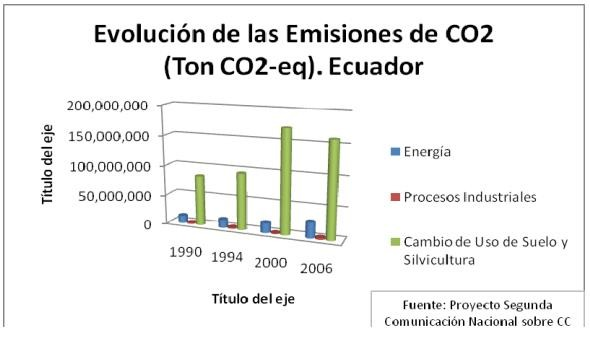 Evolución de las Emisiones de CO2
(Ton CO2-eq). Ecuador
Título del eje
200,000,000
150,000,000
100,000,000
50,000,000
0
1990
1994
2000
2006
Título del eje
Energía
Procesos Industriales
Cambio de Uso de Suelo y
Silvicultura
Fuente: Proyecto Segunda
Comunicación Nacional sobre CC